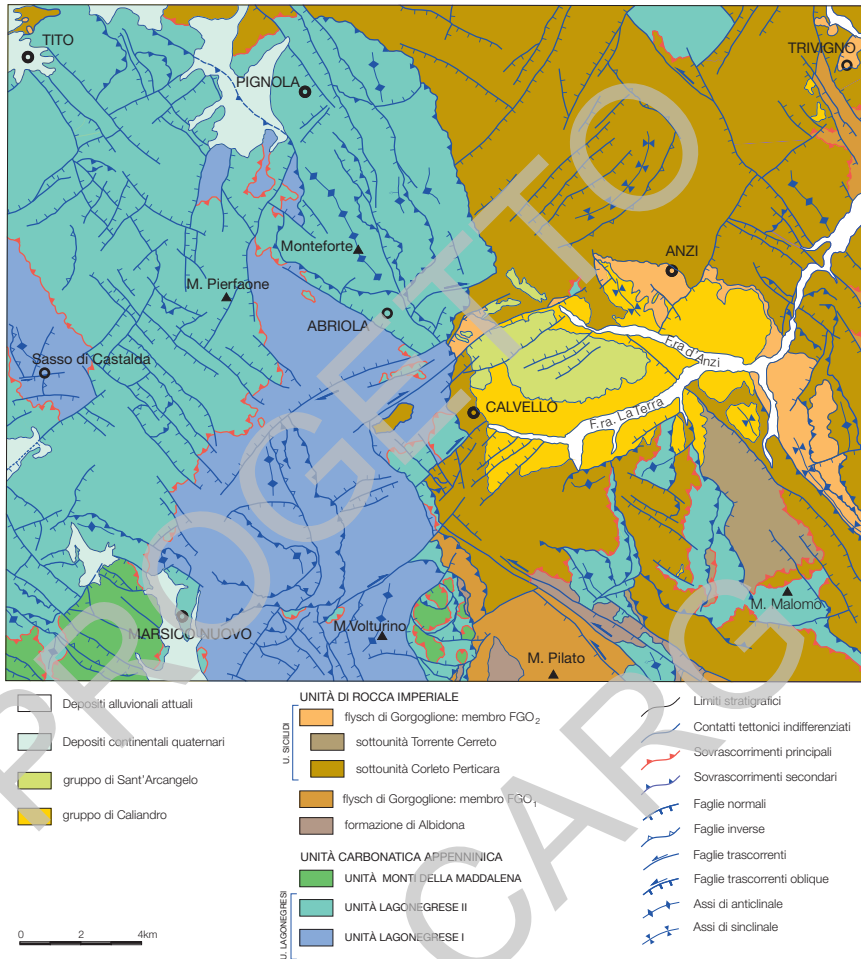 TITO
TRIVIGNO
PIGNOLA
Monteforte
ANZI
M. Pierfaone
ABRIOLA
F.ra d'Anzi
Sasso di Castalda
CALVELLO
F.ra. La Terra
M. Malomo
MARSICO NUOVO
M.Volturino
M. Pilato
PROGETTO
CARG
Depositi alluvionali attuali
Depositi continentali quaternari
gruppo di Sant'Arcangelo
gruppo di Caliandro
0 2 4km
UNITÀ DI ROCCA IMPERIALE
U. SICILIDI
flysch di Gorgoglione: membro FGO₂
sottounità Torrente Cerreto
sottounità Corleto Perticara
flysch di Gorgoglione: membro FGO₁
formazione di Albidona
UNITÀ CARBONATICA APPENNINICA
UNITÀ MONTI DELLA MADDALENA
U. LAGONEGRESI
UNITÀ LAGONEGRESE II
UNITÀ LAGONEGRESE I
Limiti stratigrafici
Contatti tettonici indifferenziati
Sovrascorrimenti principali
Sovrascorrimenti secondari
Faglie normali
Faglie inverse
Faglie trascorrenti
Faglie trascorrenti oblique
Assi di anticlinale
Assi di sinclinale